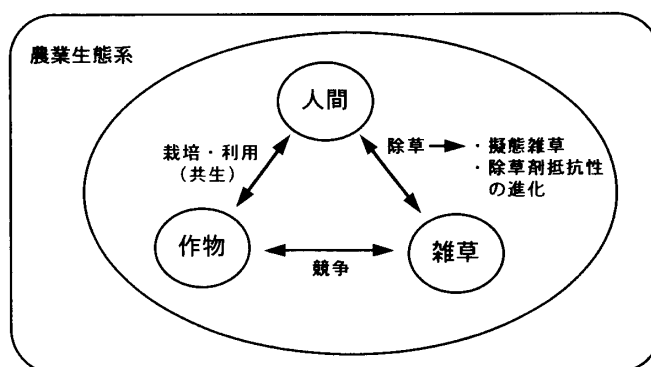 農業生態系
人間
栽培・利用
(共生)
除草
・擬態雑草
・除草剤抵抗性
の進化
作物
競争
雑草